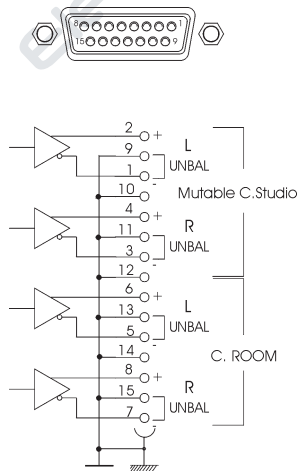 8 1
15 9
2 +
9 L
UNBAL
1 -
10 Mutable C.Studio
4 +
11 R
UNBAL
3 -
12
6 +
13 L
UNBAL
5 -
14 C. ROOM
8 +
15 R
UNBAL
7 -